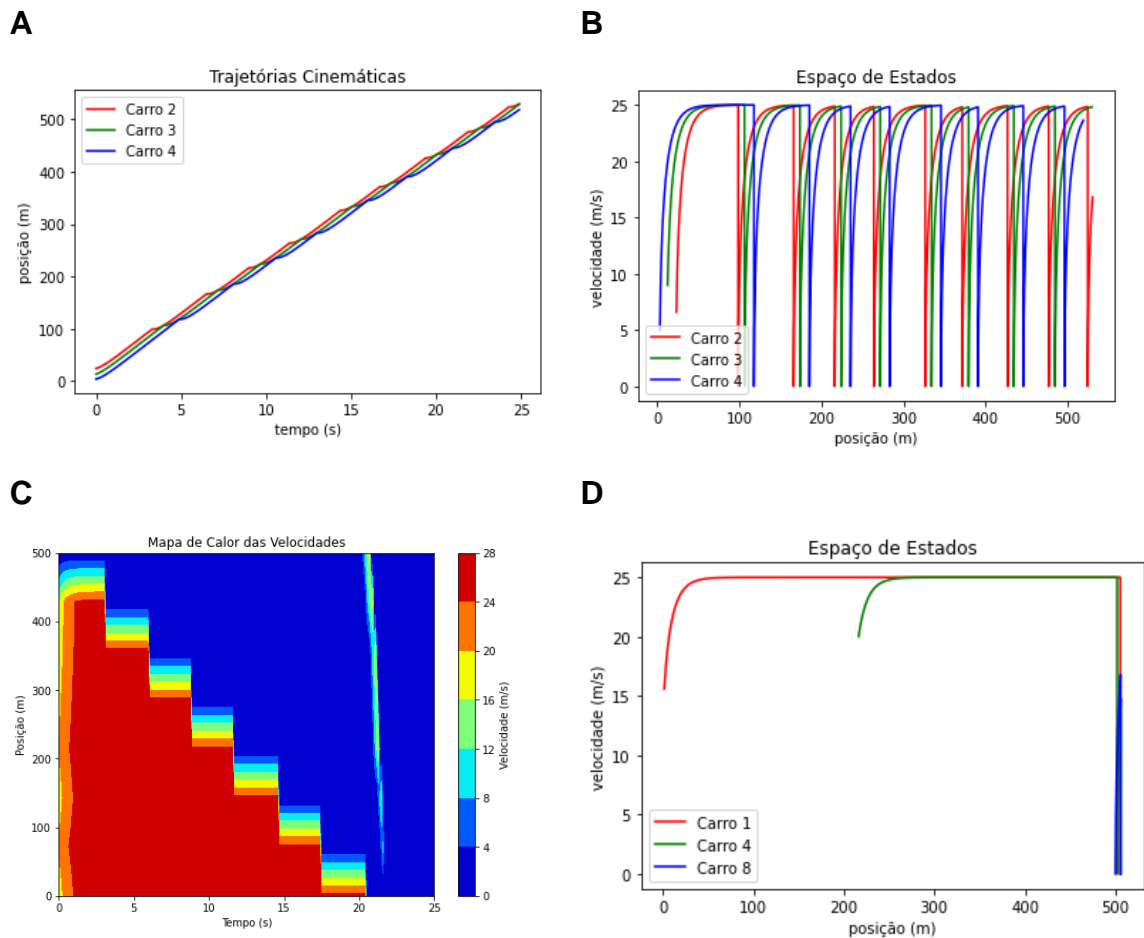 A
Trajetórias Cinemáticas
Carro 2
Carro 3
Carro 4
500
400
300
200
100
0
posição (m)
0 5 10 15 20 25
tempo (s)
B
Espaço de Estados
25
20
15
10
5
0
velocidade (m/s)
Carro 2
Carro 3
Carro 4
0 100 200 300 400 500
posição (m)
C
Mapa de Calor das Velocidades
500
400
300
200
100
0
Posição (m)
0 5 10 15 20 25
Tempo (s)
28
24
20
16
12
8
4
0
Velocidade (m/s)
D
Espaço de Estados
25
20
15
10
5
0
velocidade (m/s)
Carro 1
Carro 4
Carro 8
0 100 200 300 400 500
posição (m)